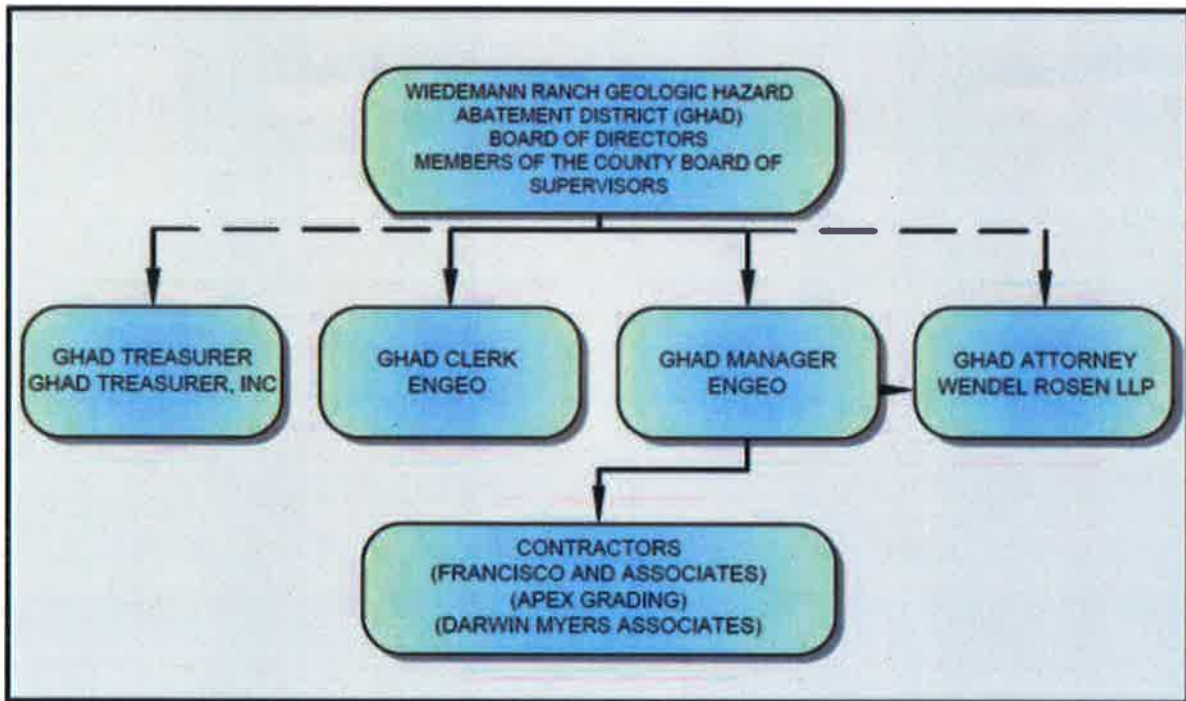 WIEDEMANN RANCH GEOLOGIC HAZARD
ABATEMENT DISTRICT (GHAD)
BOARD OF DIRECTORS
MEMBERS OF THE COUNTY BOARD OF
SUPERVISORS
GHAD TREASURER
GHAD TREASURER, INC
GHAD CLERK
ENGEO
GHAD MANAGER
ENGEO
GHAD ATTORNEY
WENDEL ROSEN LLP
CONTRACTORS
(FRANCISCO AND ASSOCIATES)
(APEX GRADING)
(DARWIN MYERS ASSOCIATES)